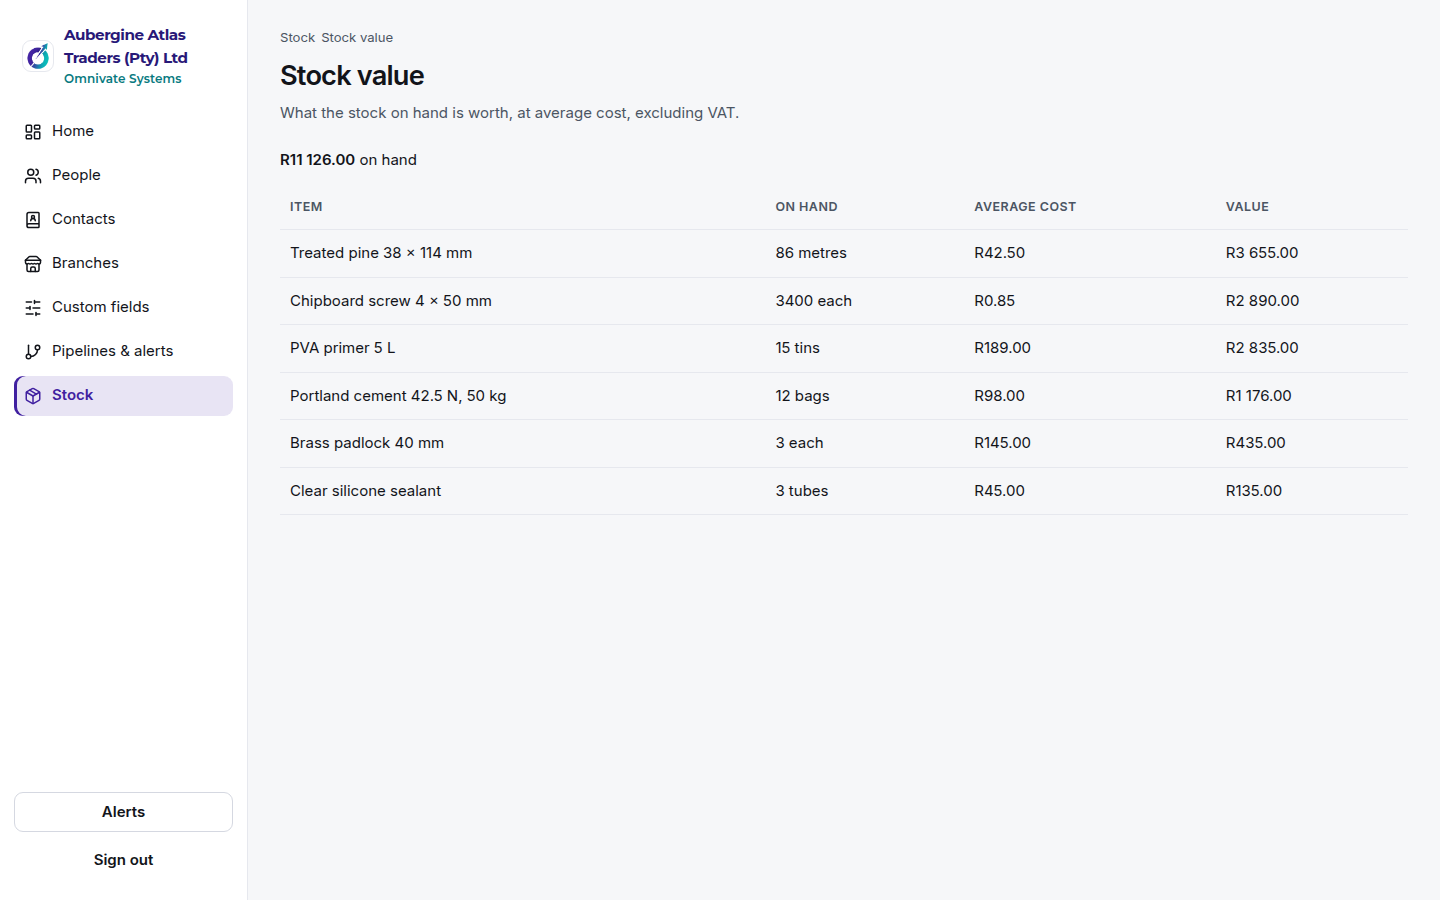 Aubergine Atlas
Traders (Pty) Ltd
Omnivate Systems
Home
People
Contacts
Branches
Custom fields
Pipelines & alerts
Stock
Alerts
Sign out
Stock Stock value
Stock value
What the stock on hand is worth, at average cost, excluding VAT.
R11 126.00 on hand
ITEM ON HAND AVERAGE COST VALUE
Treated pine 38 × 114 mm 86 metres R42.50 R3 655.00
Chipboard screw 4 × 50 mm 3400 each R0.85 R2 890.00
PVA primer 5 L 15 tins R189.00 R2 835.00
Portland cement 42.5 N, 50 kg 12 bags R98.00 R1 176.00
Brass padlock 40 mm 3 each R145.00 R435.00
Clear silicone sealant 3 tubes R45.00 R135.00